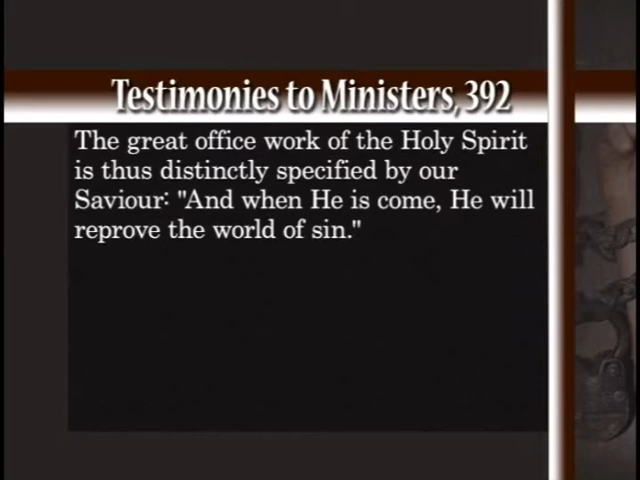 Testimonies to Ministers, 392
The great office work of the Holy Spirit
is thus distinctly specified by our
Saviour: "And when He is come, He will
reprove the world of sin."